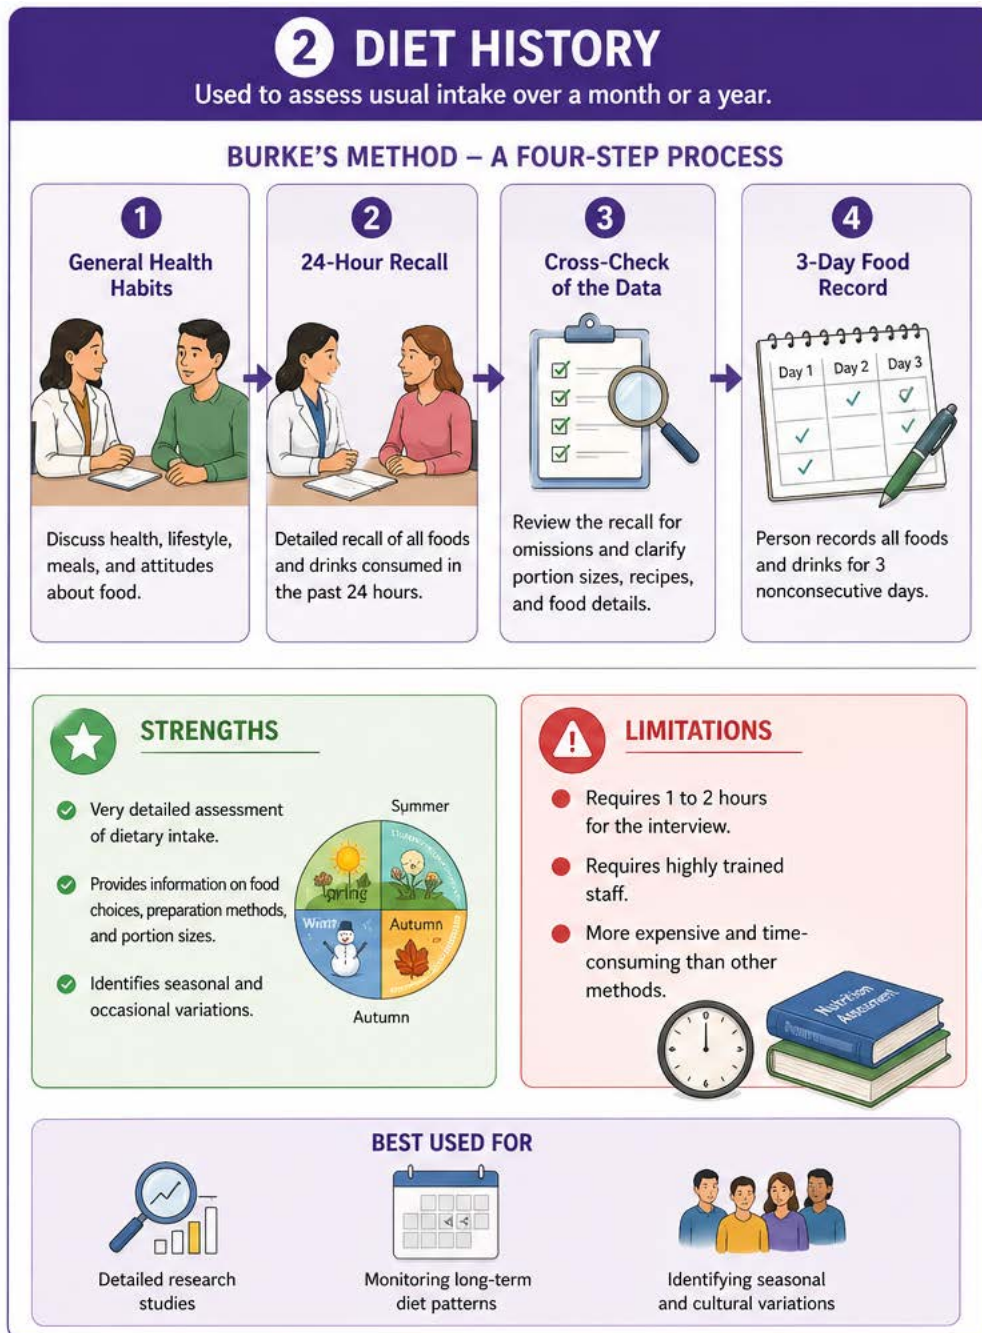 2 DIET HISTORY
Used to assess usual intake over a month or a year.
BURKE'S METHOD – A FOUR-STEP PROCESS
1
General Health
Habits
Discuss health, lifestyle,
meals, and attitudes
about food.
2
24-Hour Recall
Detailed recall of all foods
and drinks consumed in
the past 24 hours.
3
Cross-Check
of the Data
Review the recall for
omissions and clarify
portion sizes, recipes,
and food details.
4
3-Day Food
Record
Day 1 Day 2 Day 3
Person records all foods
and drinks for 3
nonconsecutive days.
STRENGTHS
Very detailed assessment
of dietary intake.
Provides information on food
choices, preparation methods,
and portion sizes.
Identifies seasonal and
occasional variations.
Summer
Autumn
Autumn
LIMITATIONS
Requires 1 to 2 hours
for the interview.
Requires highly trained
staff.
More expensive and time-
consuming than other
methods.
Nutrition
BEST USED FOR
Detailed research
studies
Monitoring long-term
diet patterns
Identifying seasonal
and cultural variations